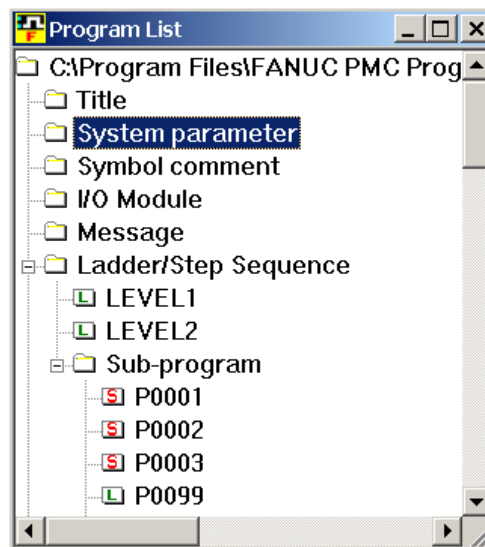 Program List
C:\Program Files\FANUC PMC Prog
Title
System parameter
Symbol comment
I/O Module
Message
Ladder/Step Sequence
L LEVEL1
L LEVEL2
Sub-program
S P0001
S P0002
S P0003
L P0099